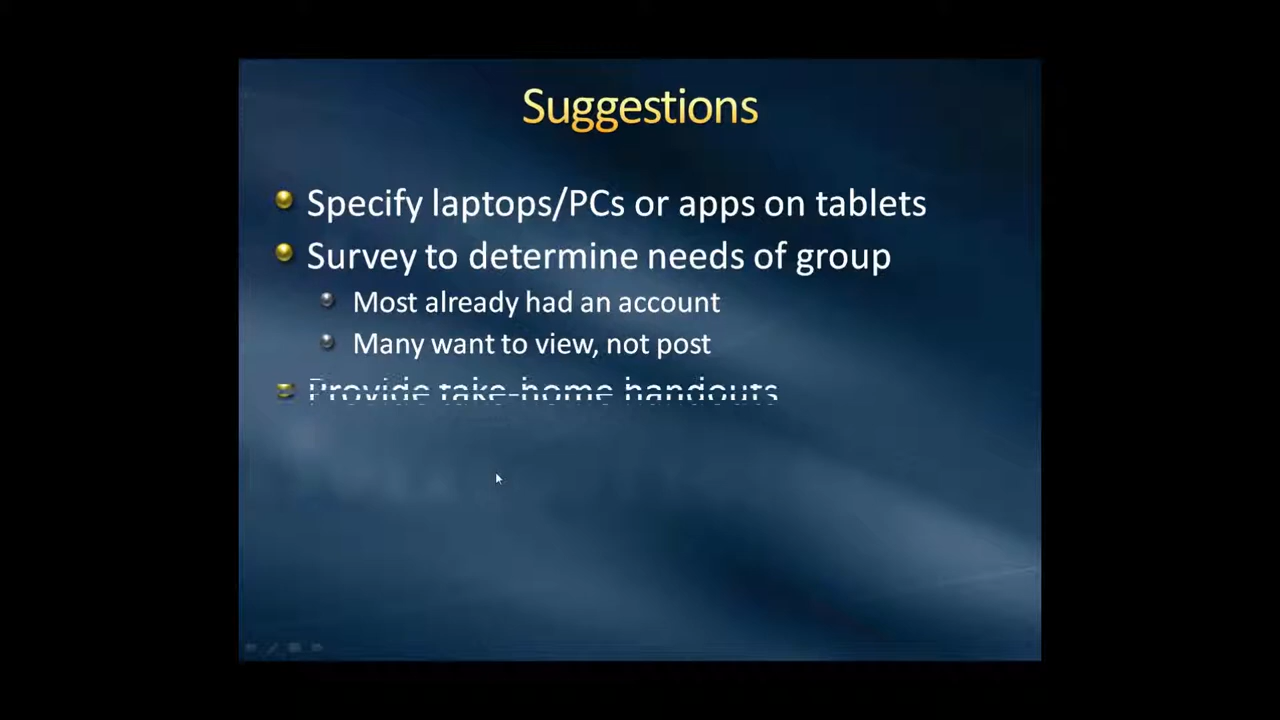 Suggestions
Specify laptops/PCs or apps on tablets
Survey to determine needs of group
Most already had an account
Many want to view, not post
Provide take-home handouts